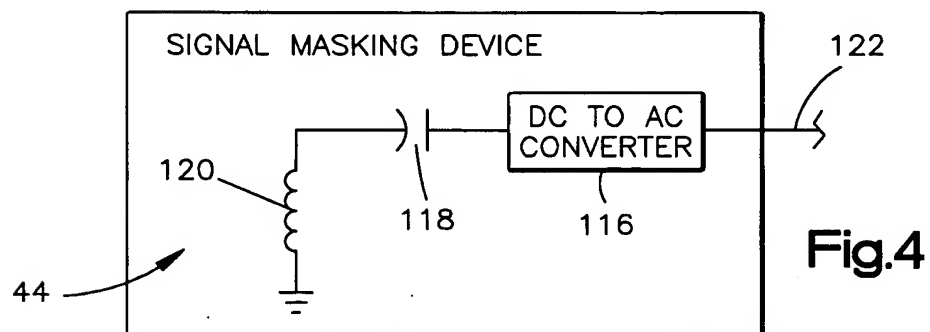 SIGNAL MASKING DEVICE
122
DC TO AC
CONVERTER
120
118
116
Fig.4
44